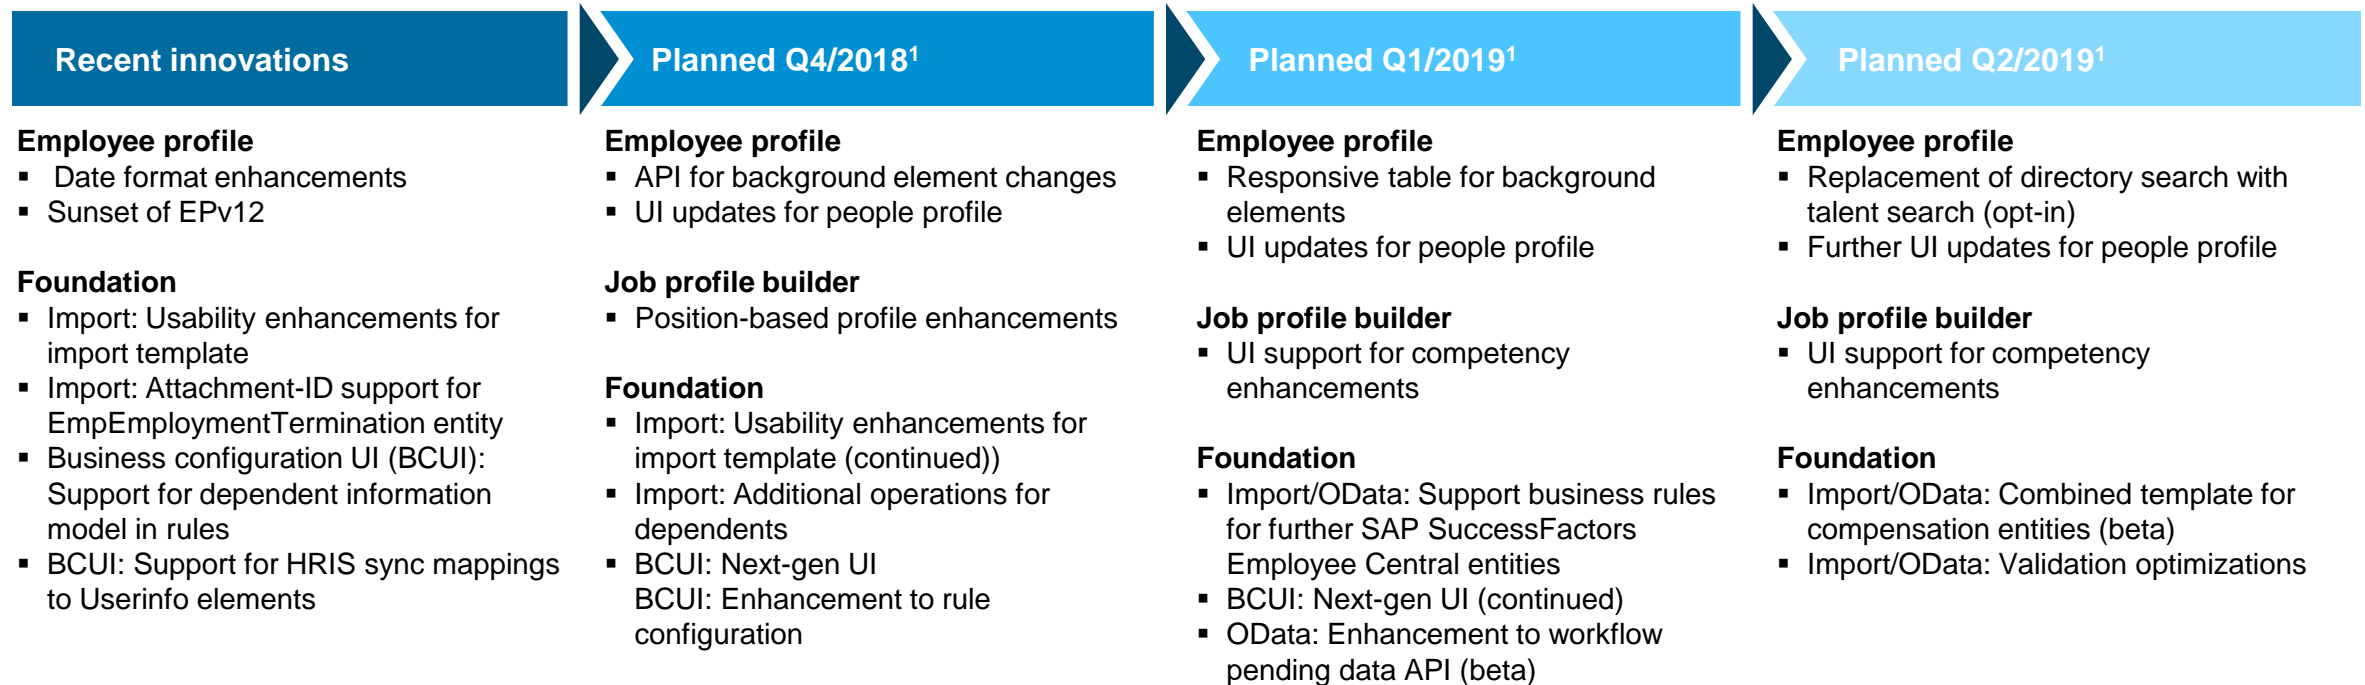 Recent innovations
Planned Q4/2018¹
Planned Q1/2019¹
Planned Q2/2019¹
Employee profile
▪ Date format enhancements
▪ Sunset of EPv12
Foundation
▪ Import: Usability enhancements for
import template
▪ Import: Attachment-ID support for
EmpEmploymentTermination entity
▪ Business configuration UI (BCUI):
Support for dependent information
model in rules
▪ BCUI: Support for HRIS sync mappings
to Userinfo elements
Employee profile
▪ API for background element changes
▪ UI updates for people profile
Job profile builder
▪ Position-based profile enhancements
Foundation
▪ Import: Usability enhancements for
import template (continued))
▪ Import: Additional operations for
dependents
▪ BCUI: Next-gen UI
BCUI: Enhancement to rule
configuration
Employee profile
▪ Responsive table for background
elements
▪ UI updates for people profile
Job profile builder
▪ UI support for competency
enhancements
Foundation
▪ Import/OData: Support business rules
for further SAP SuccessFactors
Employee Central entities
▪ BCUI: Next-gen UI (continued)
▪ OData: Enhancement to workflow
pending data API (beta)
Employee profile
▪ Replacement of directory search with
talent search (opt-in)
▪ Further UI updates for people profile
Job profile builder
▪ UI support for competency
enhancements
Foundation
▪ Import/OData: Combined template for
compensation entities (beta)
▪ Import/OData: Validation optimizations